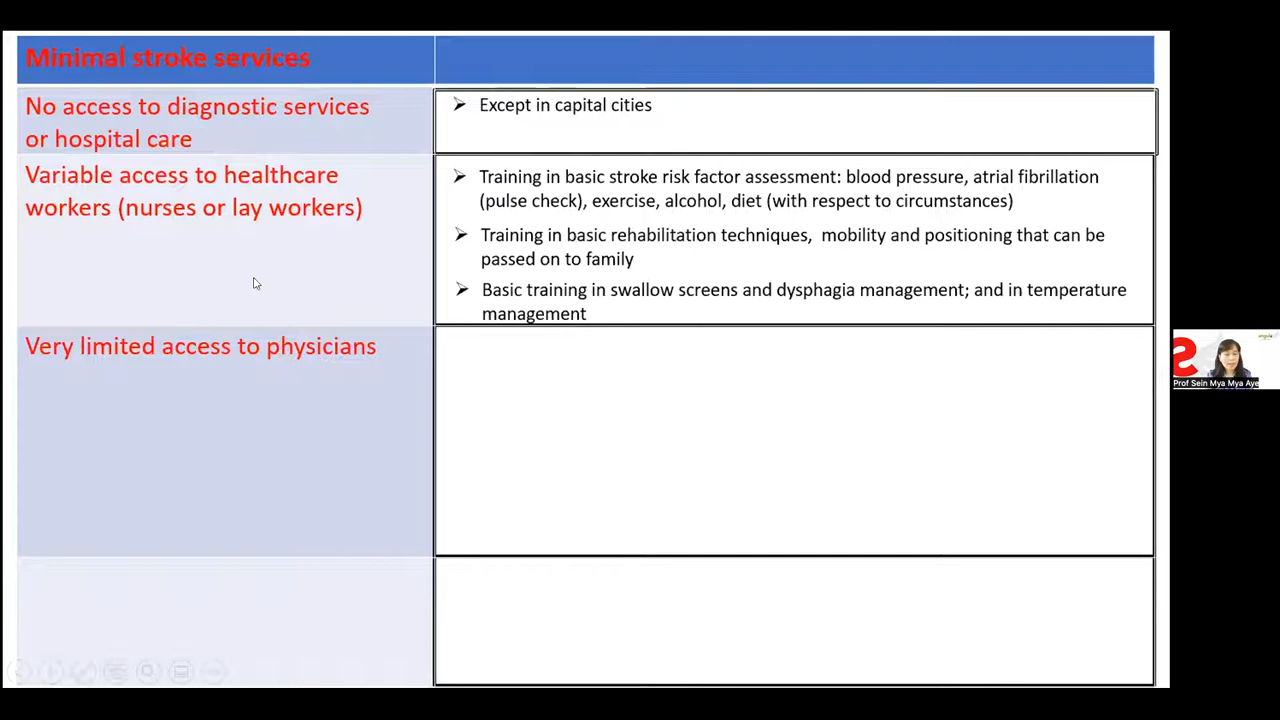 Minimal stroke services
No access to diagnostic services
or hospital care
➢ Except in capital cities
Variable access to healthcare
workers (nurses or lay workers)
➢ Training in basic stroke risk factor assessment: blood pressure, atrial fibrillation
(pulse check), exercise, alcohol, diet (with respect to circumstances)
➢ Training in basic rehabilitation techniques, mobility and positioning that can be
passed on to family
➢ Basic training in swallow screens and dysphagia management; and in temperature
management
Very limited access to physicians
Prof Sein Mya Mya Aye